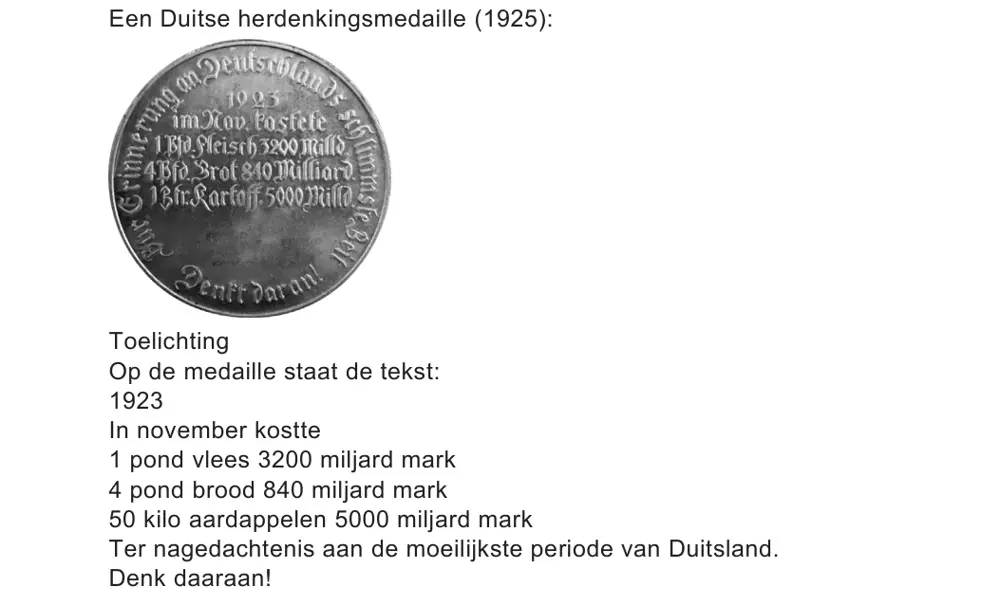 Een Duitse herdenkingsmedaille (1925):
Zur Erinnerung an Deutschlands schlimmste Zeit
1923
im Nov. kostete
1 Pfd. Fleisch 3200 Milld.
4 Pfd. Brot 840 Milliard.
1 Ztr. Kartoff. 5000 Milld.
Denkt daran!
Toelichting
Op de medaille staat de tekst:
1923
In november kostte
1 pond vlees 3200 miljard mark
4 pond brood 840 miljard mark
50 kilo aardappelen 5000 miljard mark
Ter nagedachtenis aan de moeilijkste periode van Duitsland.
Denk daaraan!